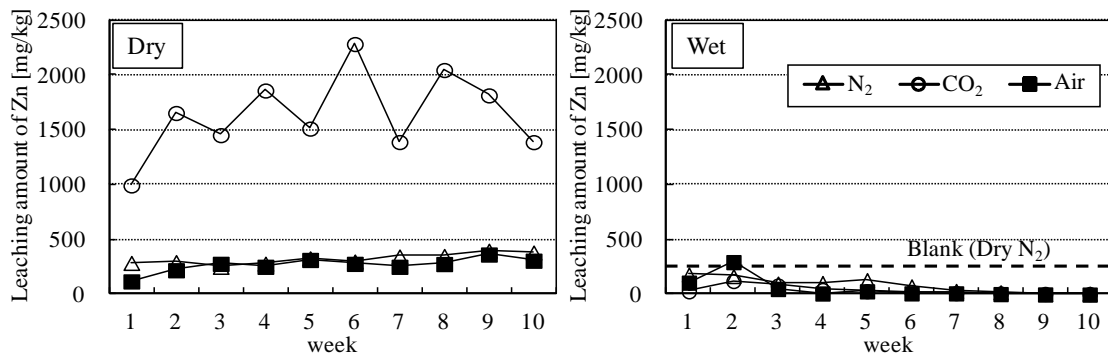 Dry
Leaching amount of Zn [mg/kg]
2500
2000
1500
1000
500
0
1 2 3 4 5 6 7 8 9 10
week
Wet
Leaching amount of Zn [mg/kg]
2500
2000
1500
1000
500
0
N₂ CO₂ Air
Blank (Dry N₂)
1 2 3 4 5 6 7 8 9 10
week